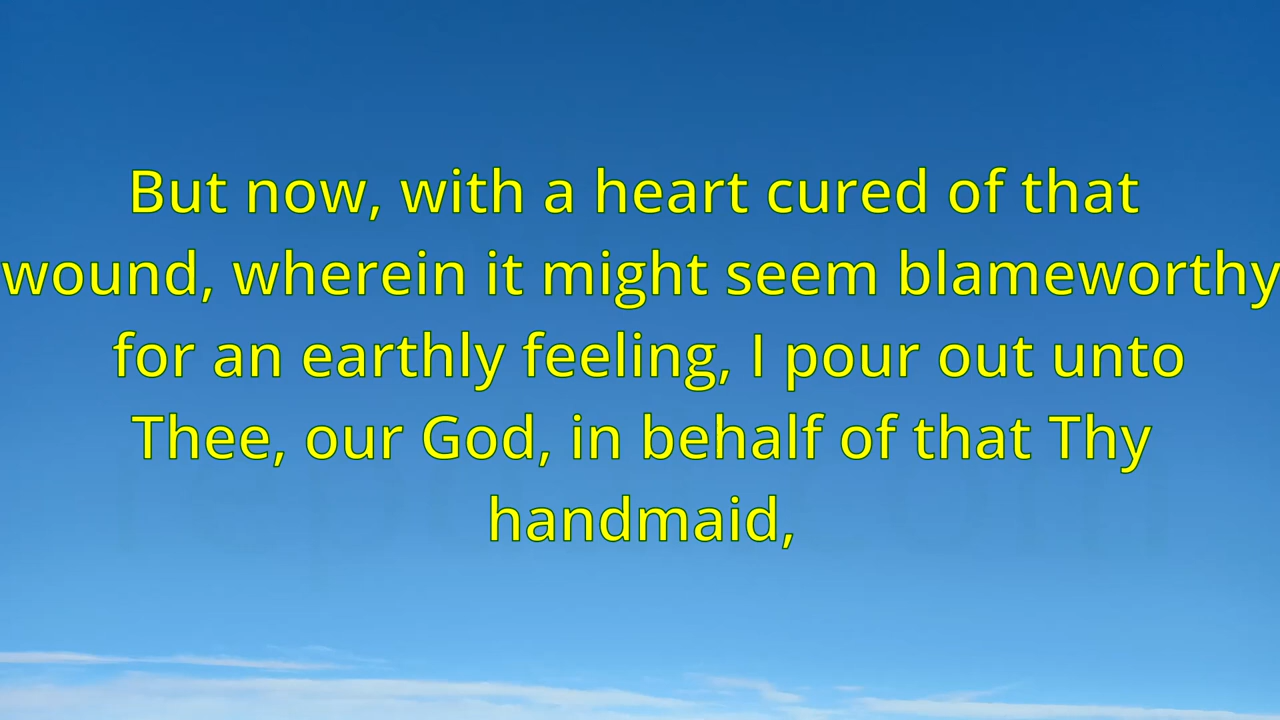 But now, with a heart cured of that
wound, wherein it might seem blameworthy
for an earthly feeling, I pour out unto
Thee, our God, in behalf of that Thy
handmaid,